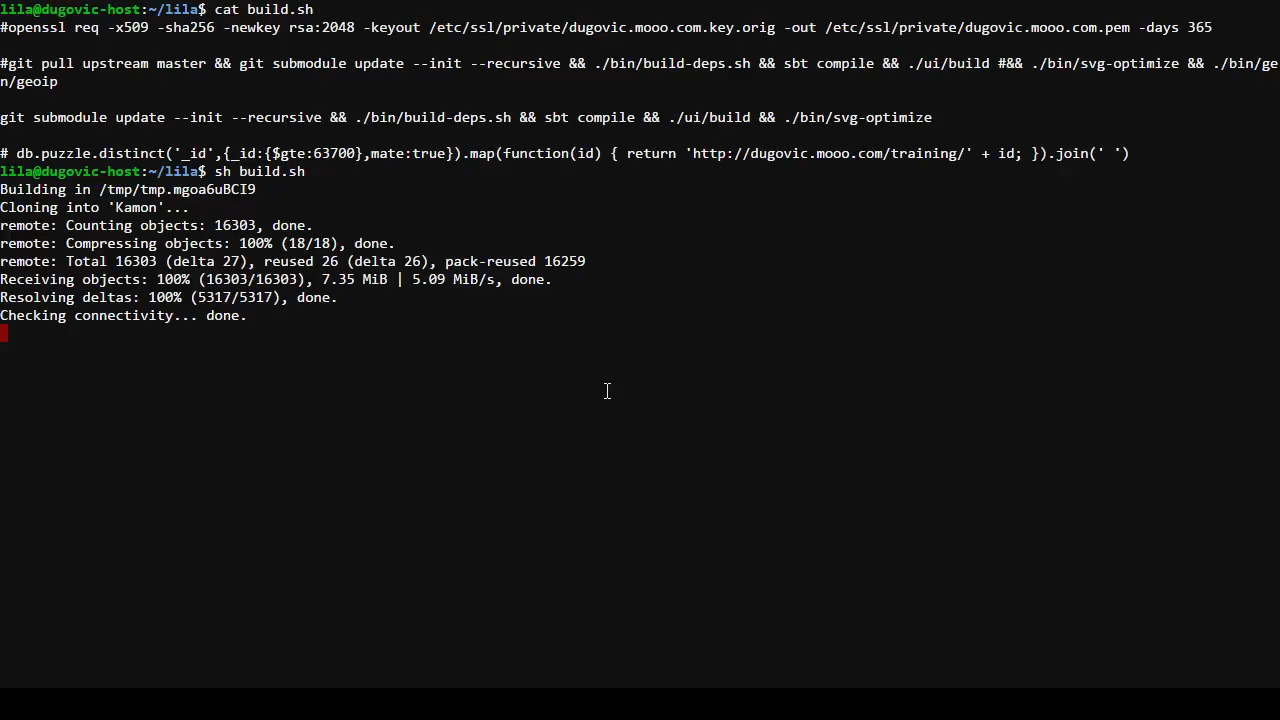 lila@dugovic-host:~/lila$ cat build.sh
#openssl req -x509 -sha256 -newkey rsa:2048 -keyout /etc/ssl/private/dugovic.mooo.com.key.orig -out /etc/ssl/private/dugovic.mooo.com.pem -days 365
#git pull upstream master && git submodule update --init --recursive && ./bin/build-deps.sh && sbt compile && ./ui/build #&& ./bin/svg-optimize && ./bin/ge
n/geoip
git submodule update --init --recursive && ./bin/build-deps.sh && sbt compile && ./ui/build && ./bin/svg-optimize
# db.puzzle.distinct('_id',{_id:{$gte:63700},mate:true}).map(function(id) { return 'http://dugovic.mooo.com/training/' + id; }).join(' ')
lila@dugovic-host:~/lila$ sh build.sh
Building in /tmp/tmp.mgoa6uBCI9
Cloning into 'Kamon'...
remote: Counting objects: 16303, done.
remote: Compressing objects: 100% (18/18), done.
remote: Total 16303 (delta 27), reused 26 (delta 26), pack-reused 16259
Receiving objects: 100% (16303/16303), 7.35 MiB | 5.09 MiB/s, done.
Resolving deltas: 100% (5317/5317), done.
Checking connectivity... done.